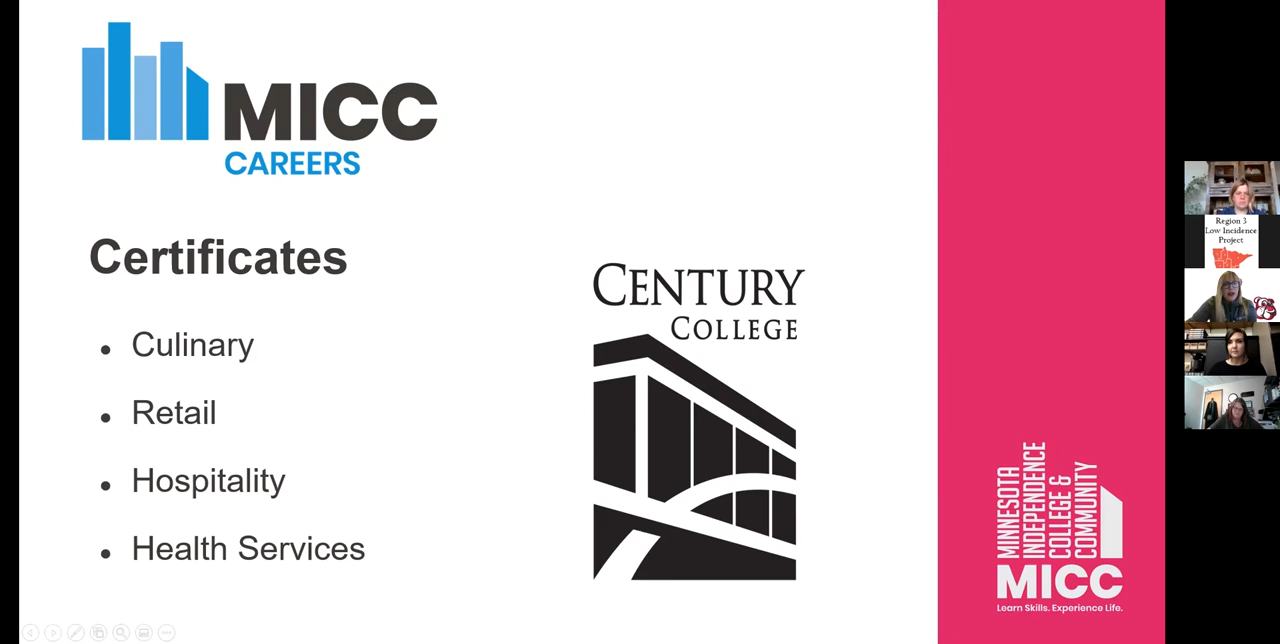 MICC
CAREERS
Certificates
Culinary
Retail
Hospitality
Health Services
CENTURY
COLLEGE
MINNESOTA
INDEPENDENCE
COLLEGE &
COMMUNITY
MICC
Learn Skills. Experience Life.
Region 3
Low Incidence
Project